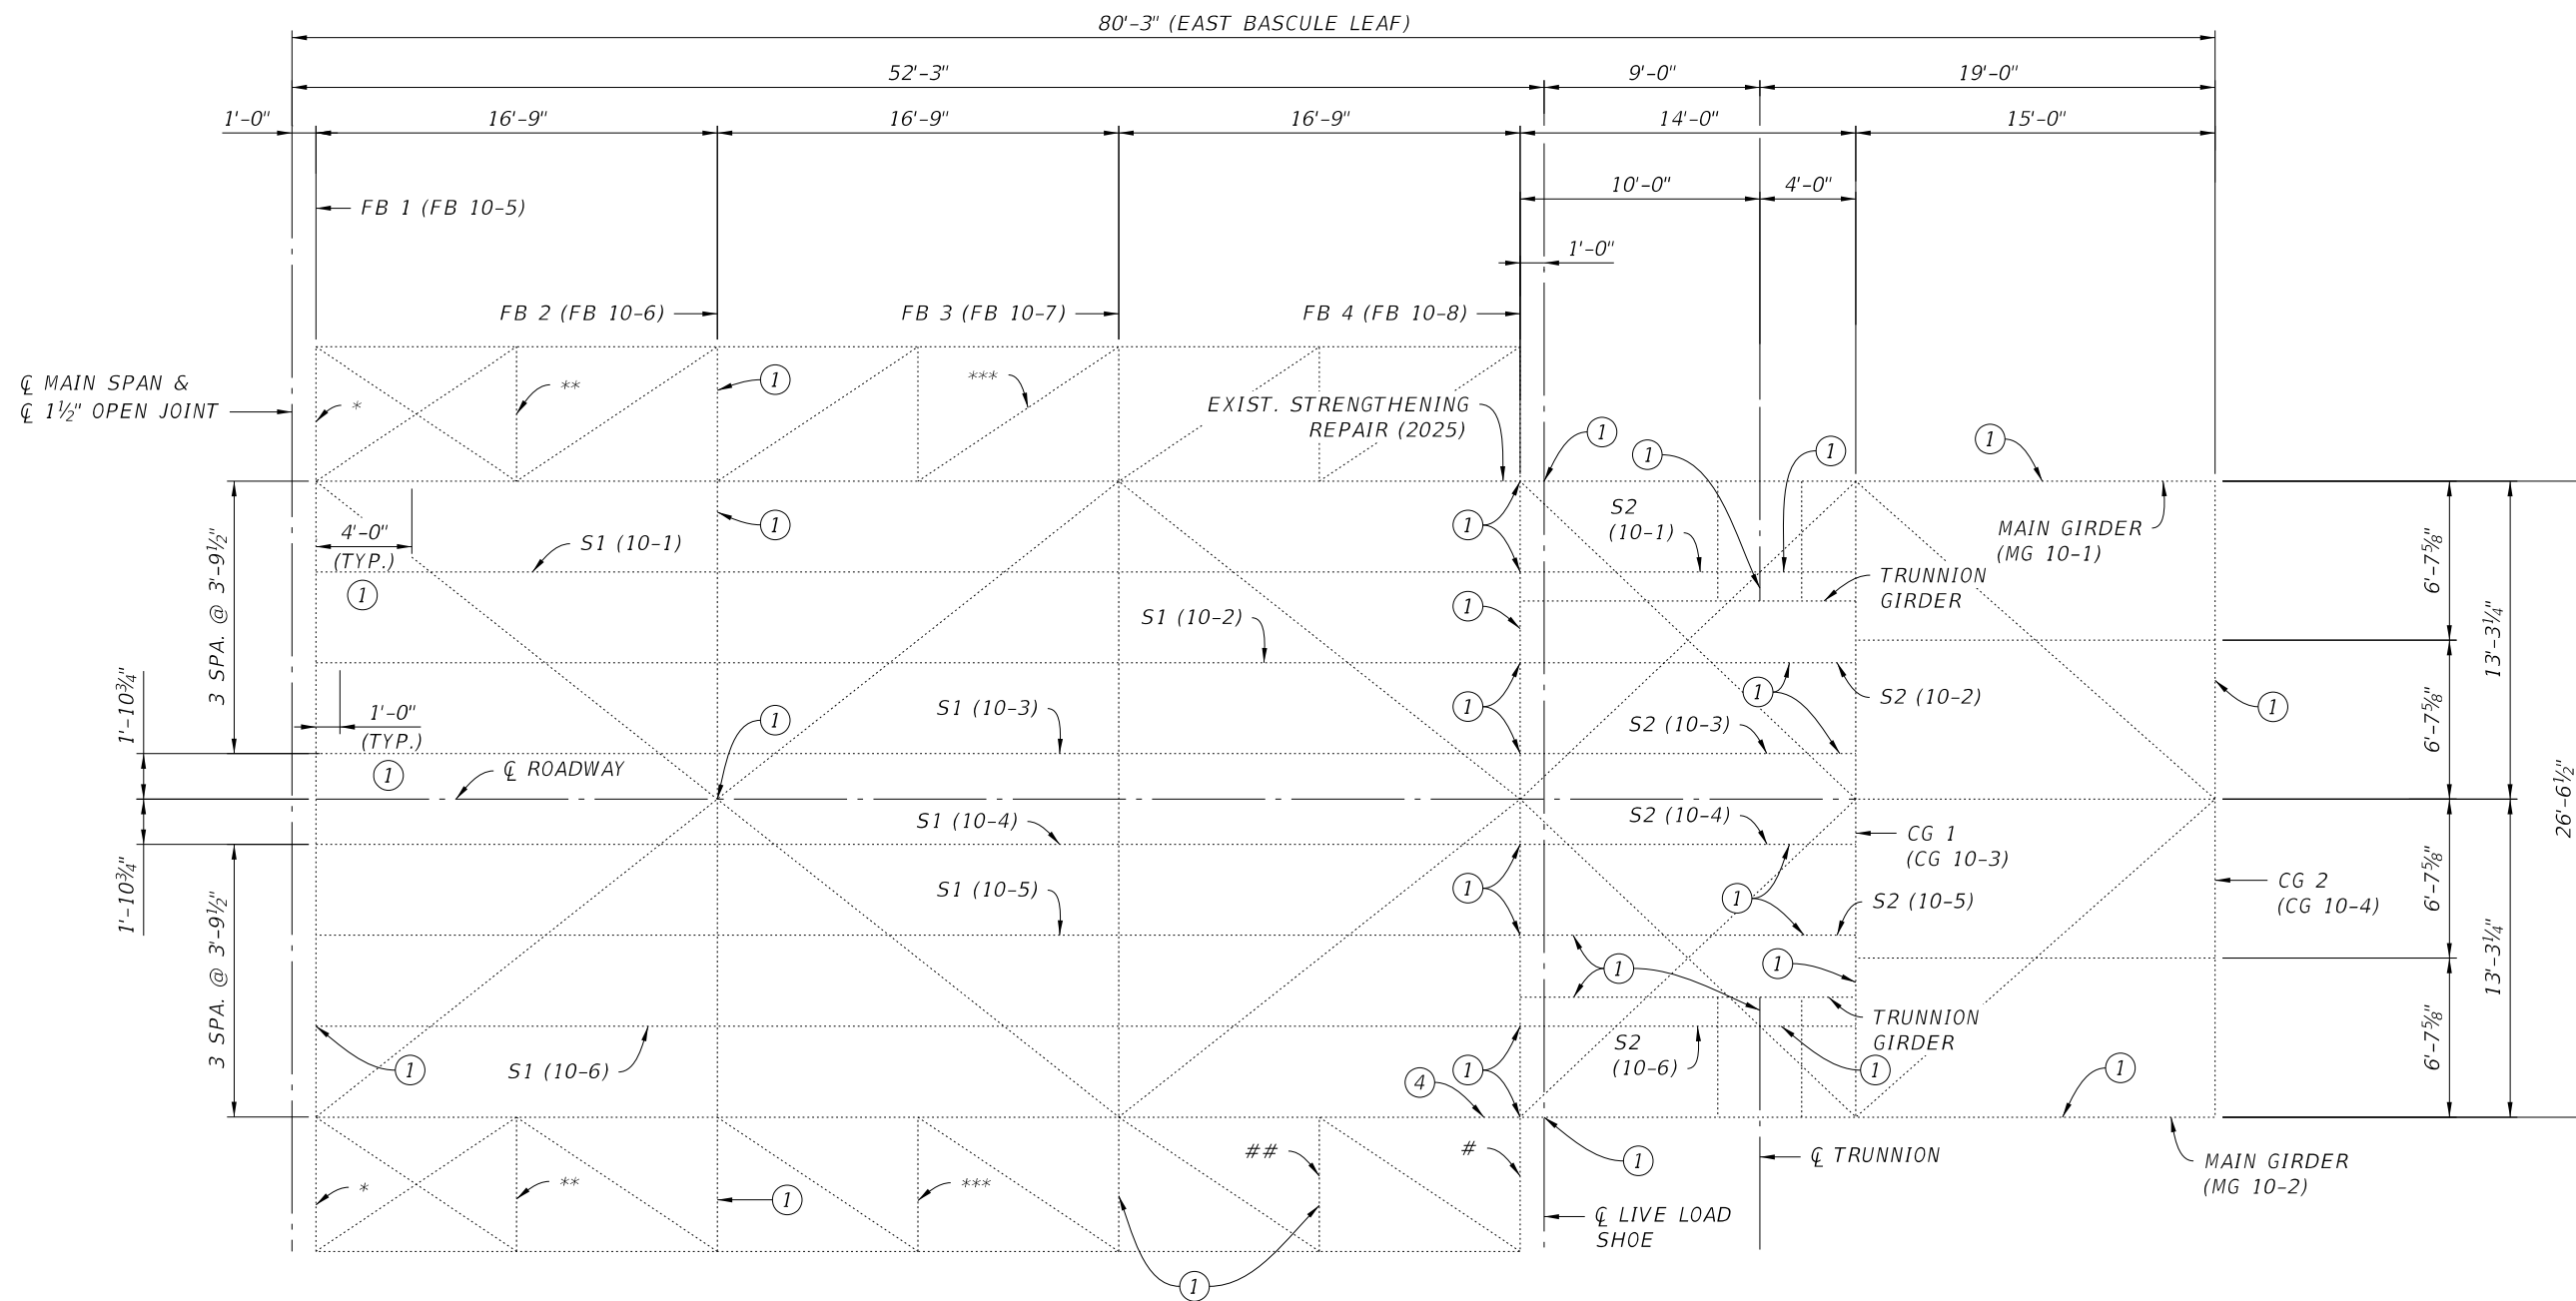 80'-3" (EAST BASCULE LEAF)
52'-3"
9'-0"
19'-0"
1'-0"
16'-9"
16'-9"
16'-9"
14'-0"
15'-0"
10'-0"
4'-0"
FB 1 (FB 10-5)
1'-0"
FB 2 (FB 10-6)
FB 3 (FB 10-7)
FB 4 (FB 10-8)
℄ MAIN SPAN &
℄ 1½" OPEN JOINT
*
**
1
***
EXIST. STRENGTHENING
REPAIR (2025)
1
1
1
1
4'-0"
(TYP.)
1
S1 (10-1)
1
1
S2
(10-1)
MAIN GIRDER
(MG 10-1)
TRUNNION
GIRDER
3 SPA. @ 3'-9½"
6'-7⅝"
13'-3¼"
S1 (10-2)
1
1'-10¾"
1'-0"
(TYP.)
1
S1 (10-3)
1
1
1
S2 (10-2)
S2 (10-3)
1
6'-7⅝"
℄ ROADWAY
S1 (10-4)
S2 (10-4)
CG 1
(CG 10-3)
26'-6½"
1'-10¾"
S1 (10-5)
1
1
S2 (10-5)
CG 2
(CG 10-4)
6'-7⅝"
3 SPA. @ 3'-9½"
1
1
13'-3¼"
TRUNNION
GIRDER
1
S1 (10-6)
4
1
S2
(10-6)
1
1
6'-7⅝"
*
**
1
***
##
#
1
℄ TRUNNION
MAIN GIRDER
(MG 10-2)
℄ LIVE LOAD
SHOE
1